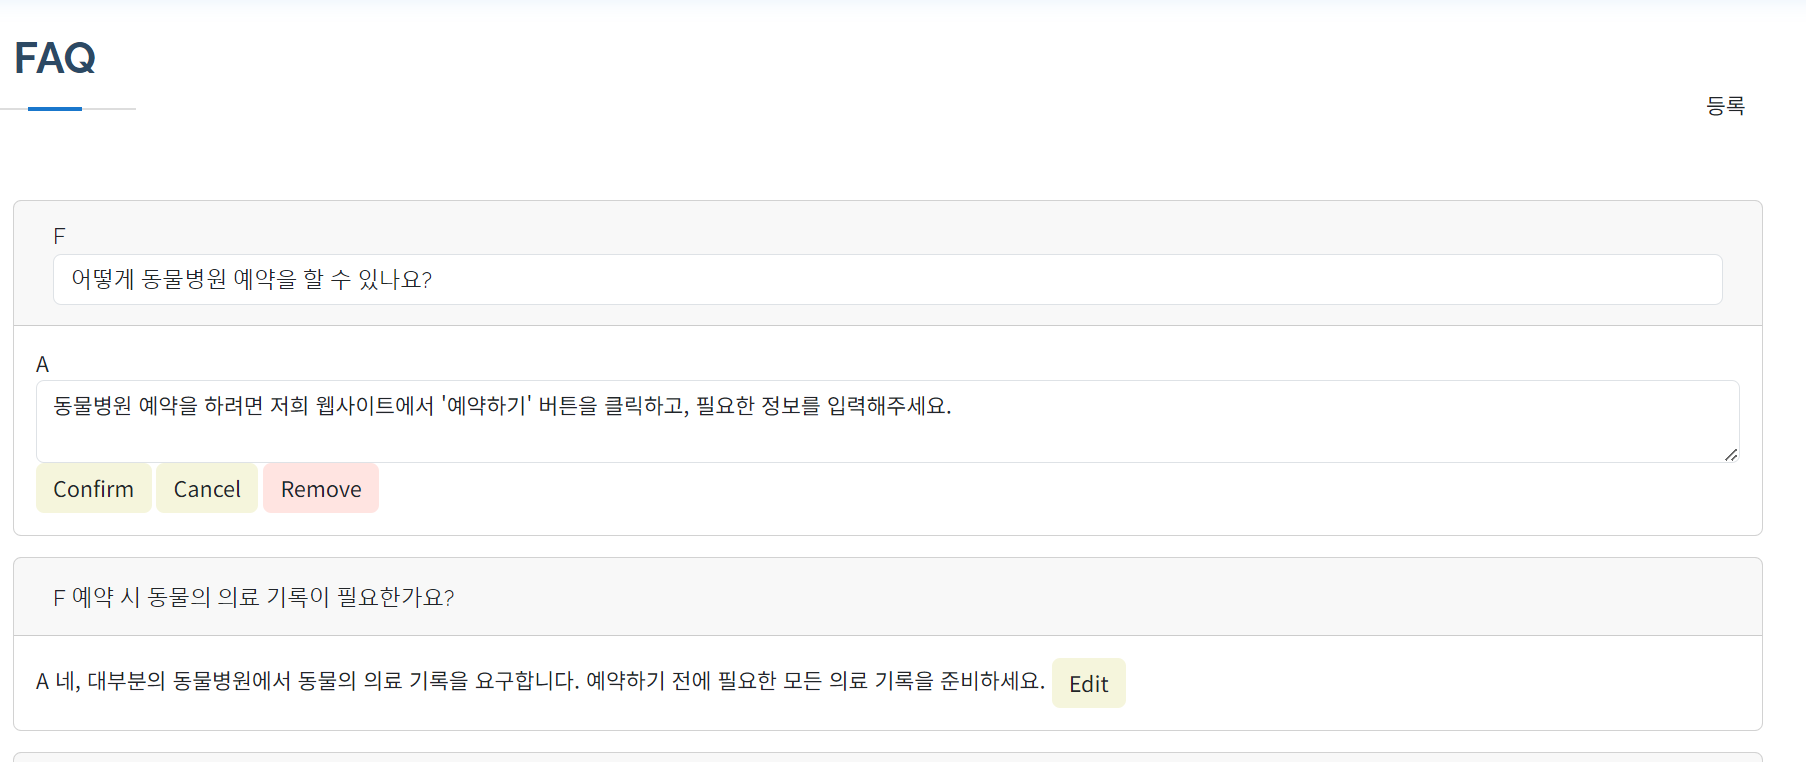 FAQ
등록
F
어떻게 동물병원 예약을 할 수 있나요?
A
동물병원 예약을 하려면 저희 웹사이트에서 '예약하기' 버튼을 클릭하고, 필요한 정보를 입력해주세요.
Confirm Cancel Remove
F 예약 시 동물의 의료 기록이 필요한가요?
A 네, 대부분의 동물병원에서 동물의 의료 기록을 요구합니다. 예약하기 전에 필요한 모든 의료 기록을 준비하세요. Edit